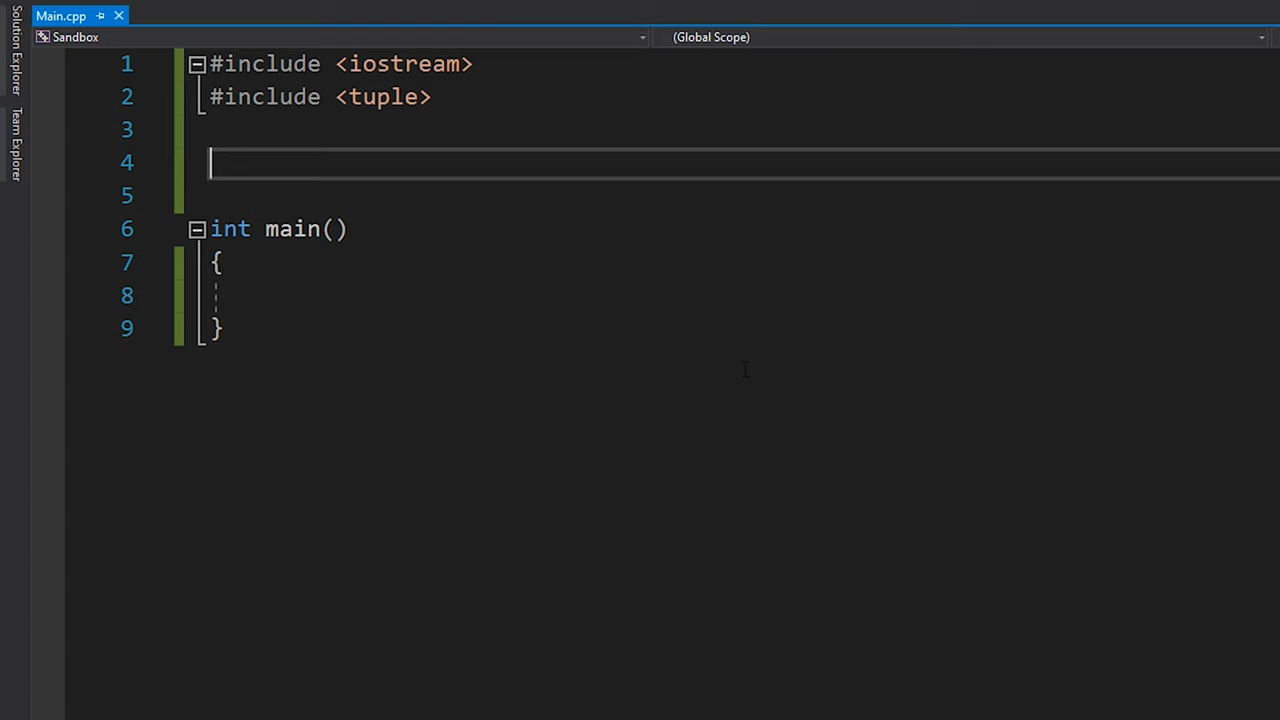 Main.cpp
Sandbox
(Global Scope)
Solution Explorer
Team Explorer
1 #include <iostream>
2 #include <tuple>
3
4
5
6 int main()
7 {
8
9 }